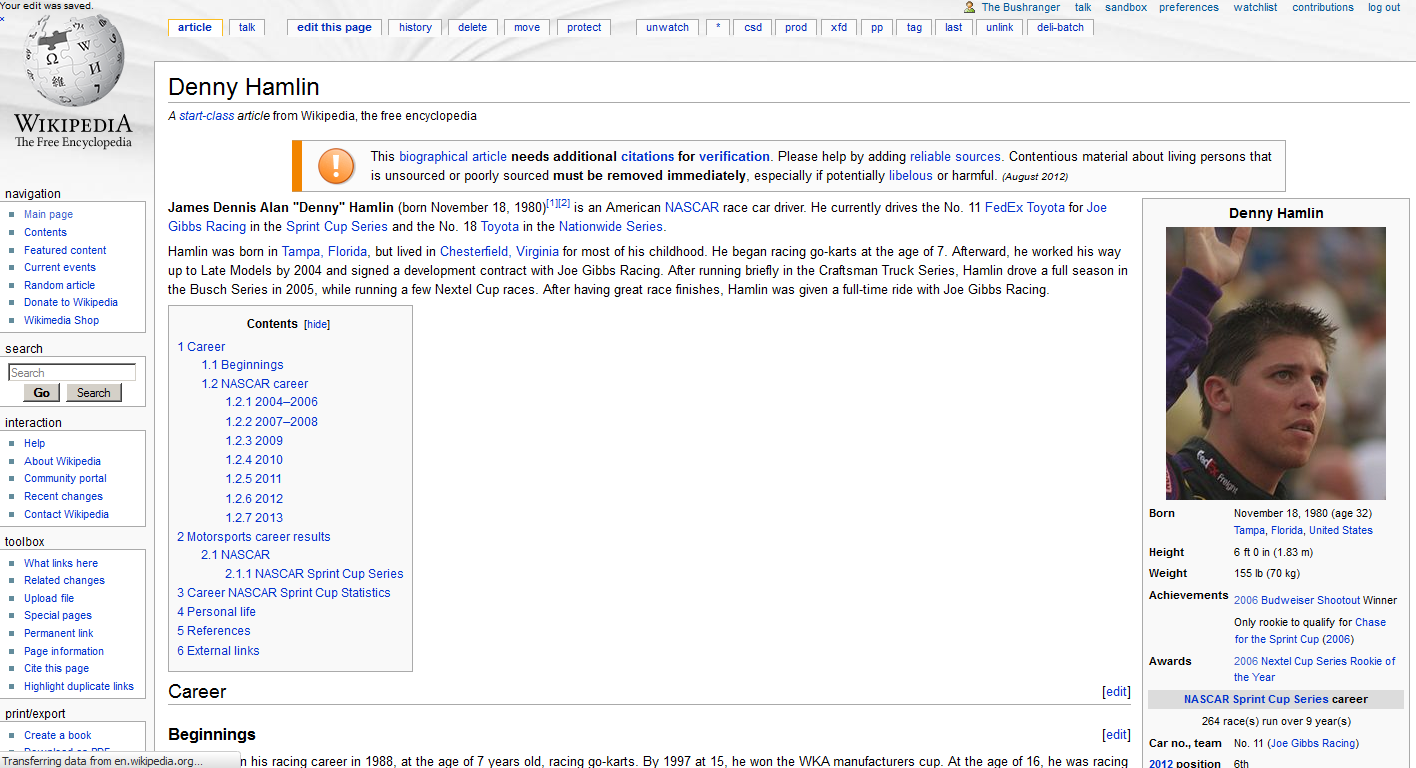 Your edit was saved.
The Bushranger talk sandbox preferences watchlist contributions log out
article talk edit this page history delete move protect unwatch * csd prod xfd pp tag last unlink deli-batch
WIKIPEDIA
The Free Encyclopedia
navigation
Main page
Contents
Featured content
Current events
Random article
Donate to Wikipedia
Wikimedia Shop
search
Search
Go Search
interaction
Help
About Wikipedia
Community portal
Recent changes
Contact Wikipedia
toolbox
What links here
Related changes
Upload file
Special pages
Permanent link
Page information
Cite this page
Highlight duplicate links
print/export
Create a book
Transferring data from en.wikipedia.org...
Denny Hamlin
A start-class article from Wikipedia, the free encyclopedia
This biographical article needs additional citations for verification. Please help by adding reliable sources. Contentious material about living persons that
is unsourced or poorly sourced must be removed immediately, especially if potentially libelous or harmful. (August 2012)
James Dennis Alan "Denny" Hamlin (born November 18, 1980)[1][2] is an American NASCAR race car driver. He currently drives the No. 11 FedEx Toyota for Joe
Gibbs Racing in the Sprint Cup Series and the No. 18 Toyota in the Nationwide Series.
Hamlin was born in Tampa, Florida, but lived in Chesterfield, Virginia for most of his childhood. He began racing go-karts at the age of 7. Afterward, he worked his way
up to Late Models by 2004 and signed a development contract with Joe Gibbs Racing. After running briefly in the Craftsman Truck Series, Hamlin drove a full season in
the Busch Series in 2005, while running a few Nextel Cup races. After having great race finishes, Hamlin was given a full-time ride with Joe Gibbs Racing.
Contents [hide]
1 Career
1.1 Beginnings
1.2 NASCAR career
1.2.1 2004–2006
1.2.2 2007–2008
1.2.3 2009
1.2.4 2010
1.2.5 2011
1.2.6 2012
1.2.7 2013
2 Motorsports career results
2.1 NASCAR
2.1.1 NASCAR Sprint Cup Series
3 Career NASCAR Sprint Cup Statistics
4 Personal life
5 References
6 External links
Career [edit]
Beginnings [edit]
his racing career in 1988, at the age of 7 years old, racing go-karts. By 1997 at 15, he won the WKA manufacturers cup. At the age of 16, he was racing
Denny Hamlin
FedEx Freight
Born November 18, 1980 (age 32)
Tampa, Florida, United States
Height 6 ft 0 in (1.83 m)
Weight 155 lb (70 kg)
Achievements 2006 Budweiser Shootout Winner
Only rookie to qualify for Chase
for the Sprint Cup (2006)
Awards 2006 Nextel Cup Series Rookie of
the Year
NASCAR Sprint Cup Series career
264 race(s) run over 9 year(s)
Car no., team No. 11 (Joe Gibbs Racing)
2012 position 6th